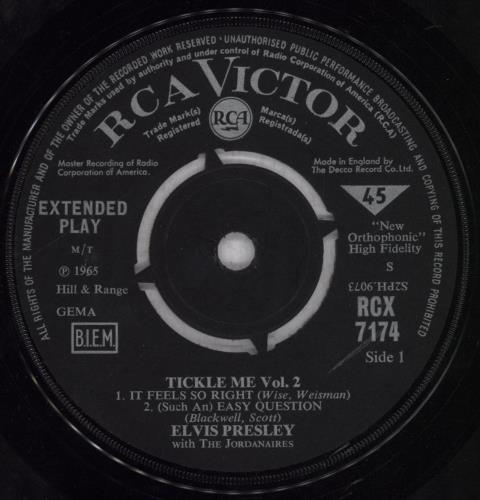 ALL RIGHTS OF THE MANUFACTURER AND OF THE OWNER OF THE RECORDED WORK RESERVED · UNAUTHORISED PUBLIC PERFORMANCE BROADCASTING AND COPYING OF THIS RECORD PROHIBITED
Trade Marks used by authority and under control of Radio Corporation of America (R.C.A)
RCA VICTOR
Trade Mark(s)
Registered
RCA
Marca(s)
Registrada(s)
Master Recording of Radio
Corporation of America.
Made in England by
The Decco Record Co.Ltd.
EXTENDED
PLAY
M/T
℗ 1965
Hill & Range
GEMA
B.I.E.M.
45
"New
Orthophonic"
High Fidelity
S
S2PH.9073
RCX
7174
Side 1
TICKLE ME Vol. 2
1. IT FEELS SO RIGHT (Wise, Weisman)
2. (Such An) EASY QUESTION
(Blackwell, Scott)
ELVIS PRESLEY
with THE JORDANAIRES